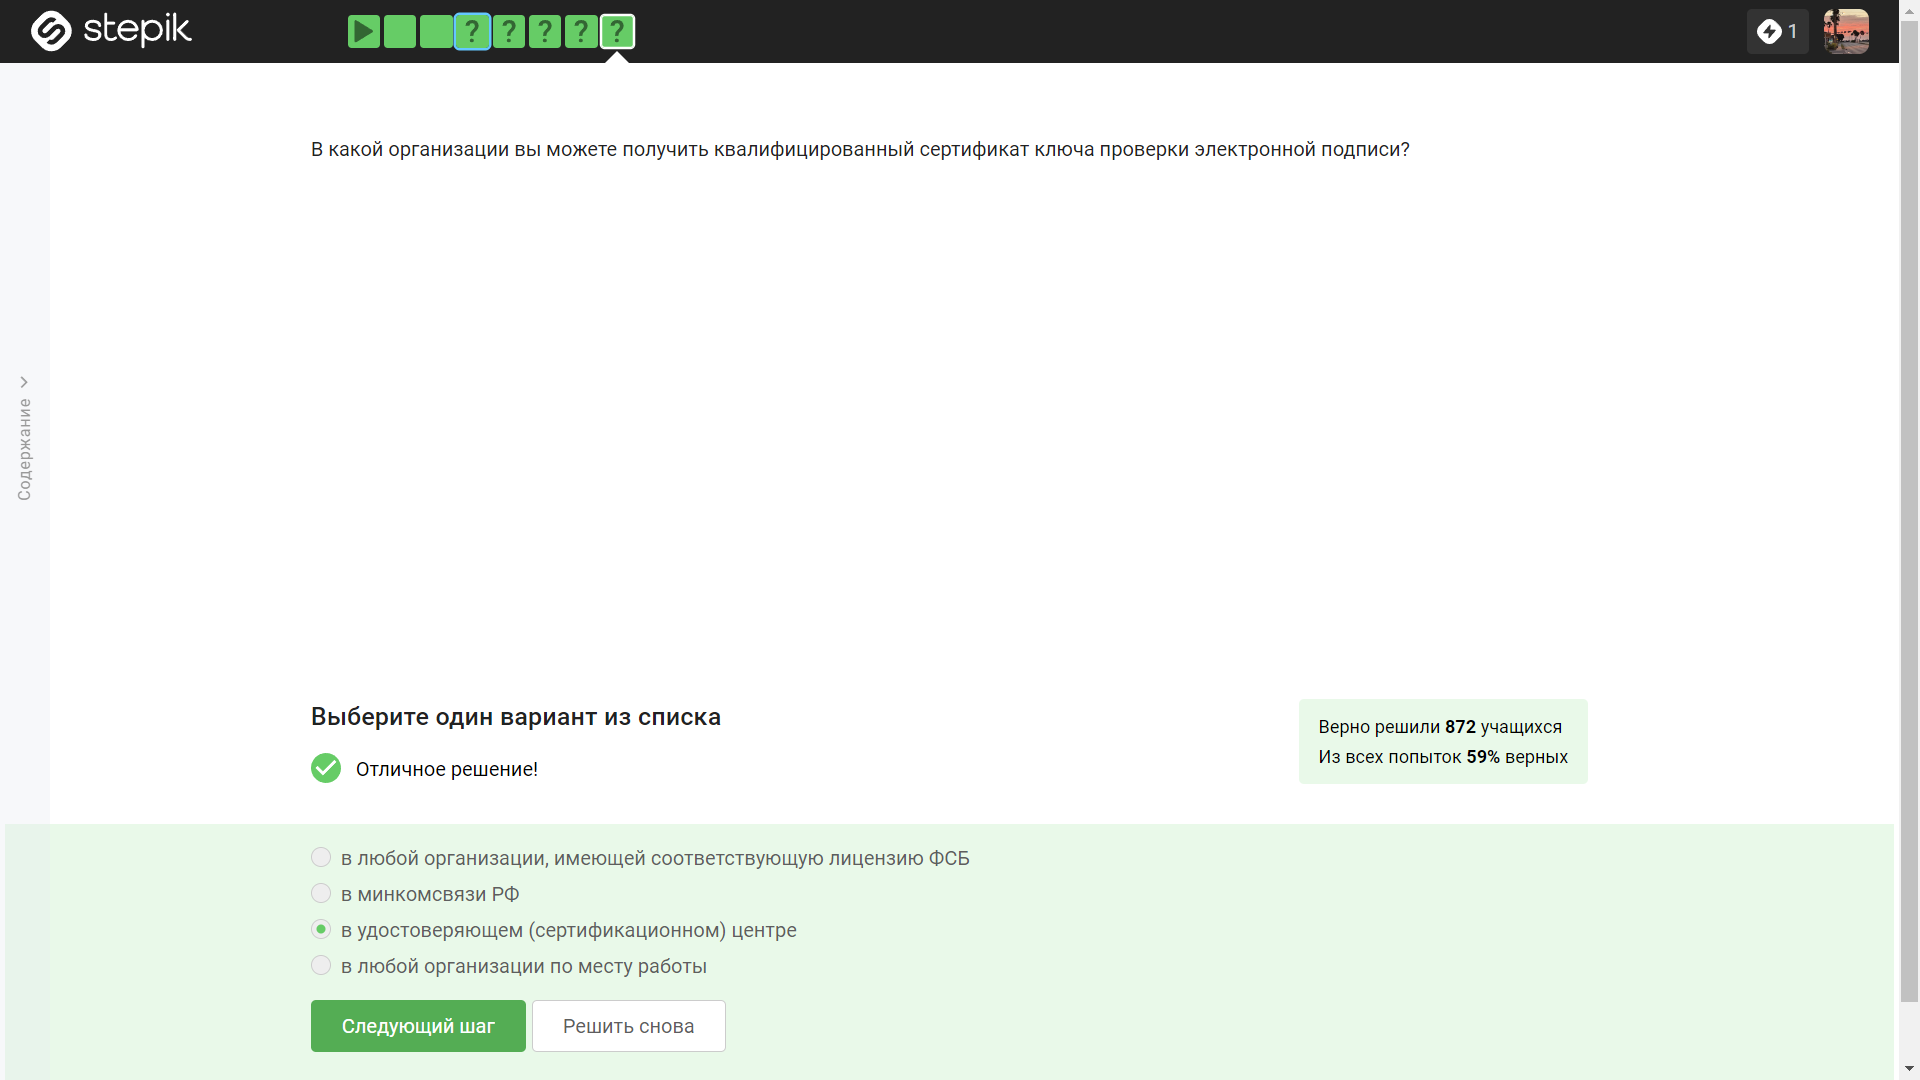 stepik
? ? ? ? ?
1
Содержание
В какой организации вы можете получить квалифицированный сертификат ключа проверки электронной подписи?
Выберите один вариант из списка
Отличное решение!
Верно решили 872 учащихся
Из всех попыток 59% верных
в любой организации, имеющей соответствующую лицензию ФСБ
в минкомсвязи РФ
в удостоверяющем (сертификационном) центре
в любой организации по месту работы
Следующий шаг
Решить снова